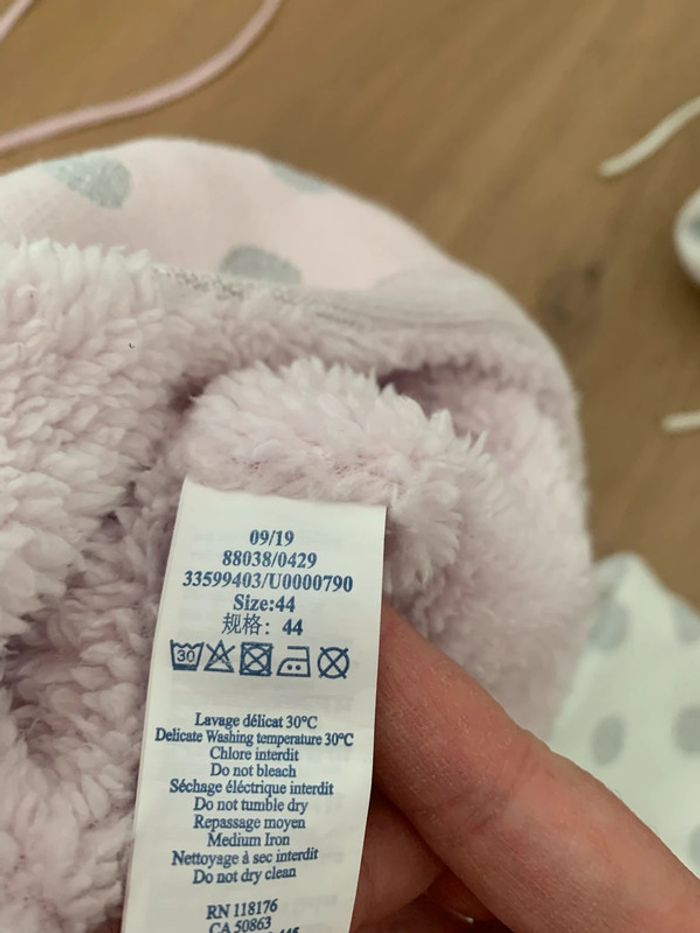 09/19
88038/0429
33599403/U0000790
Size:44
规格: 44
30
Lavage délicat 30°C
Delicate Washing temperature 30°C
Chlore interdit
Do not bleach
Séchage éléctrique interdit
Do not tumble dry
Repassage moyen
Medium Iron
Nettoyage à sec interdit
Do not dry clean
RN 118176
CA 50863